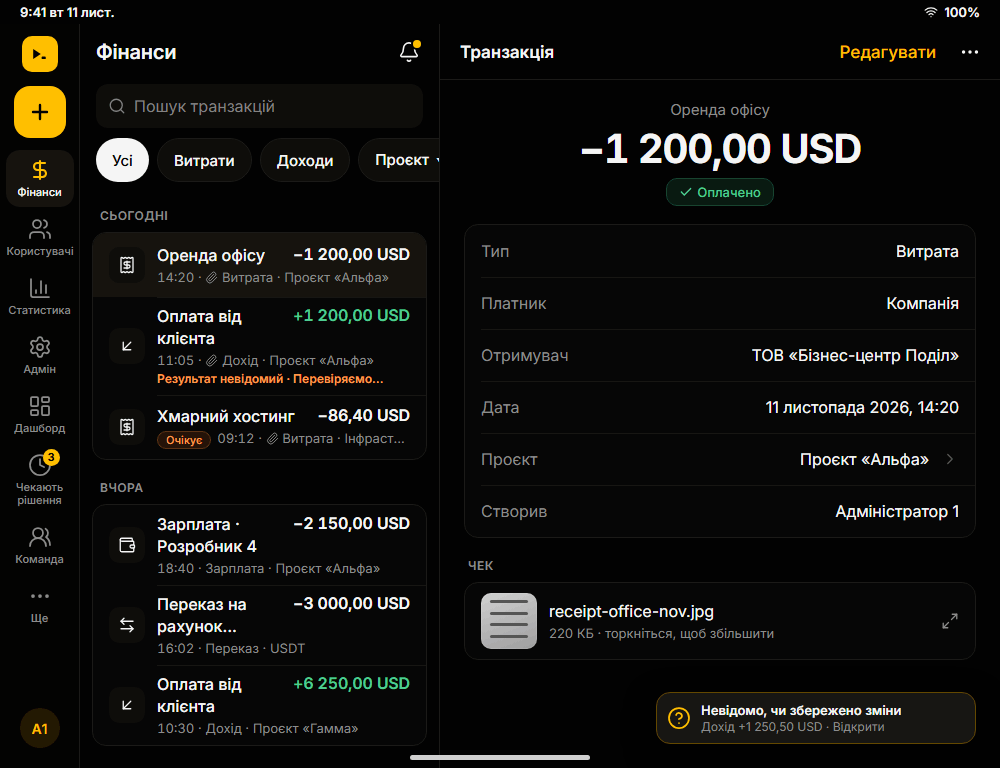 9:41 вт 11 лист.
100%
Фінанси
Користувачі
Статистика
Адмін
Дашборд
3
Чекають
рішення
Команда
Ще
А1
Фінанси
Пошук транзакцій
Усі
Витрати
Доходи
Проєкт
СЬОГОДНІ
Оренда офісу −1 200,00 USD
14:20 · Витрата · Проєкт «Альфа»
Оплата від +1 200,00 USD
клієнта
11:05 · Дохід · Проєкт «Альфа»
Результат невідомий · Перевіряємо...
Хмарний хостинг −86,40 USD
Очікує 09:12 · Витрата · Інфраст...
ВЧОРА
Зарплата · −2 150,00 USD
Розробник 4
18:40 · Зарплата · Проєкт «Альфа»
Переказ на −3 000,00 USD
рахунок...
16:02 · Переказ · USDT
Оплата від +6 250,00 USD
клієнта
10:30 · Дохід · Проєкт «Гамма»
Транзакція
Редагувати
Оренда офісу
−1 200,00 USD
Оплачено
Тип Витрата
Платник Компанія
Отримувач ТОВ «Бізнес-центр Поділ»
Дата 11 листопада 2026, 14:20
Проєкт Проєкт «Альфа»
Створив Адміністратор 1
ЧЕК
receipt-office-nov.jpg
220 КБ · торкніться, щоб збільшити
Невідомо, чи збережено зміни
Дохід +1 250,50 USD · Відкрити